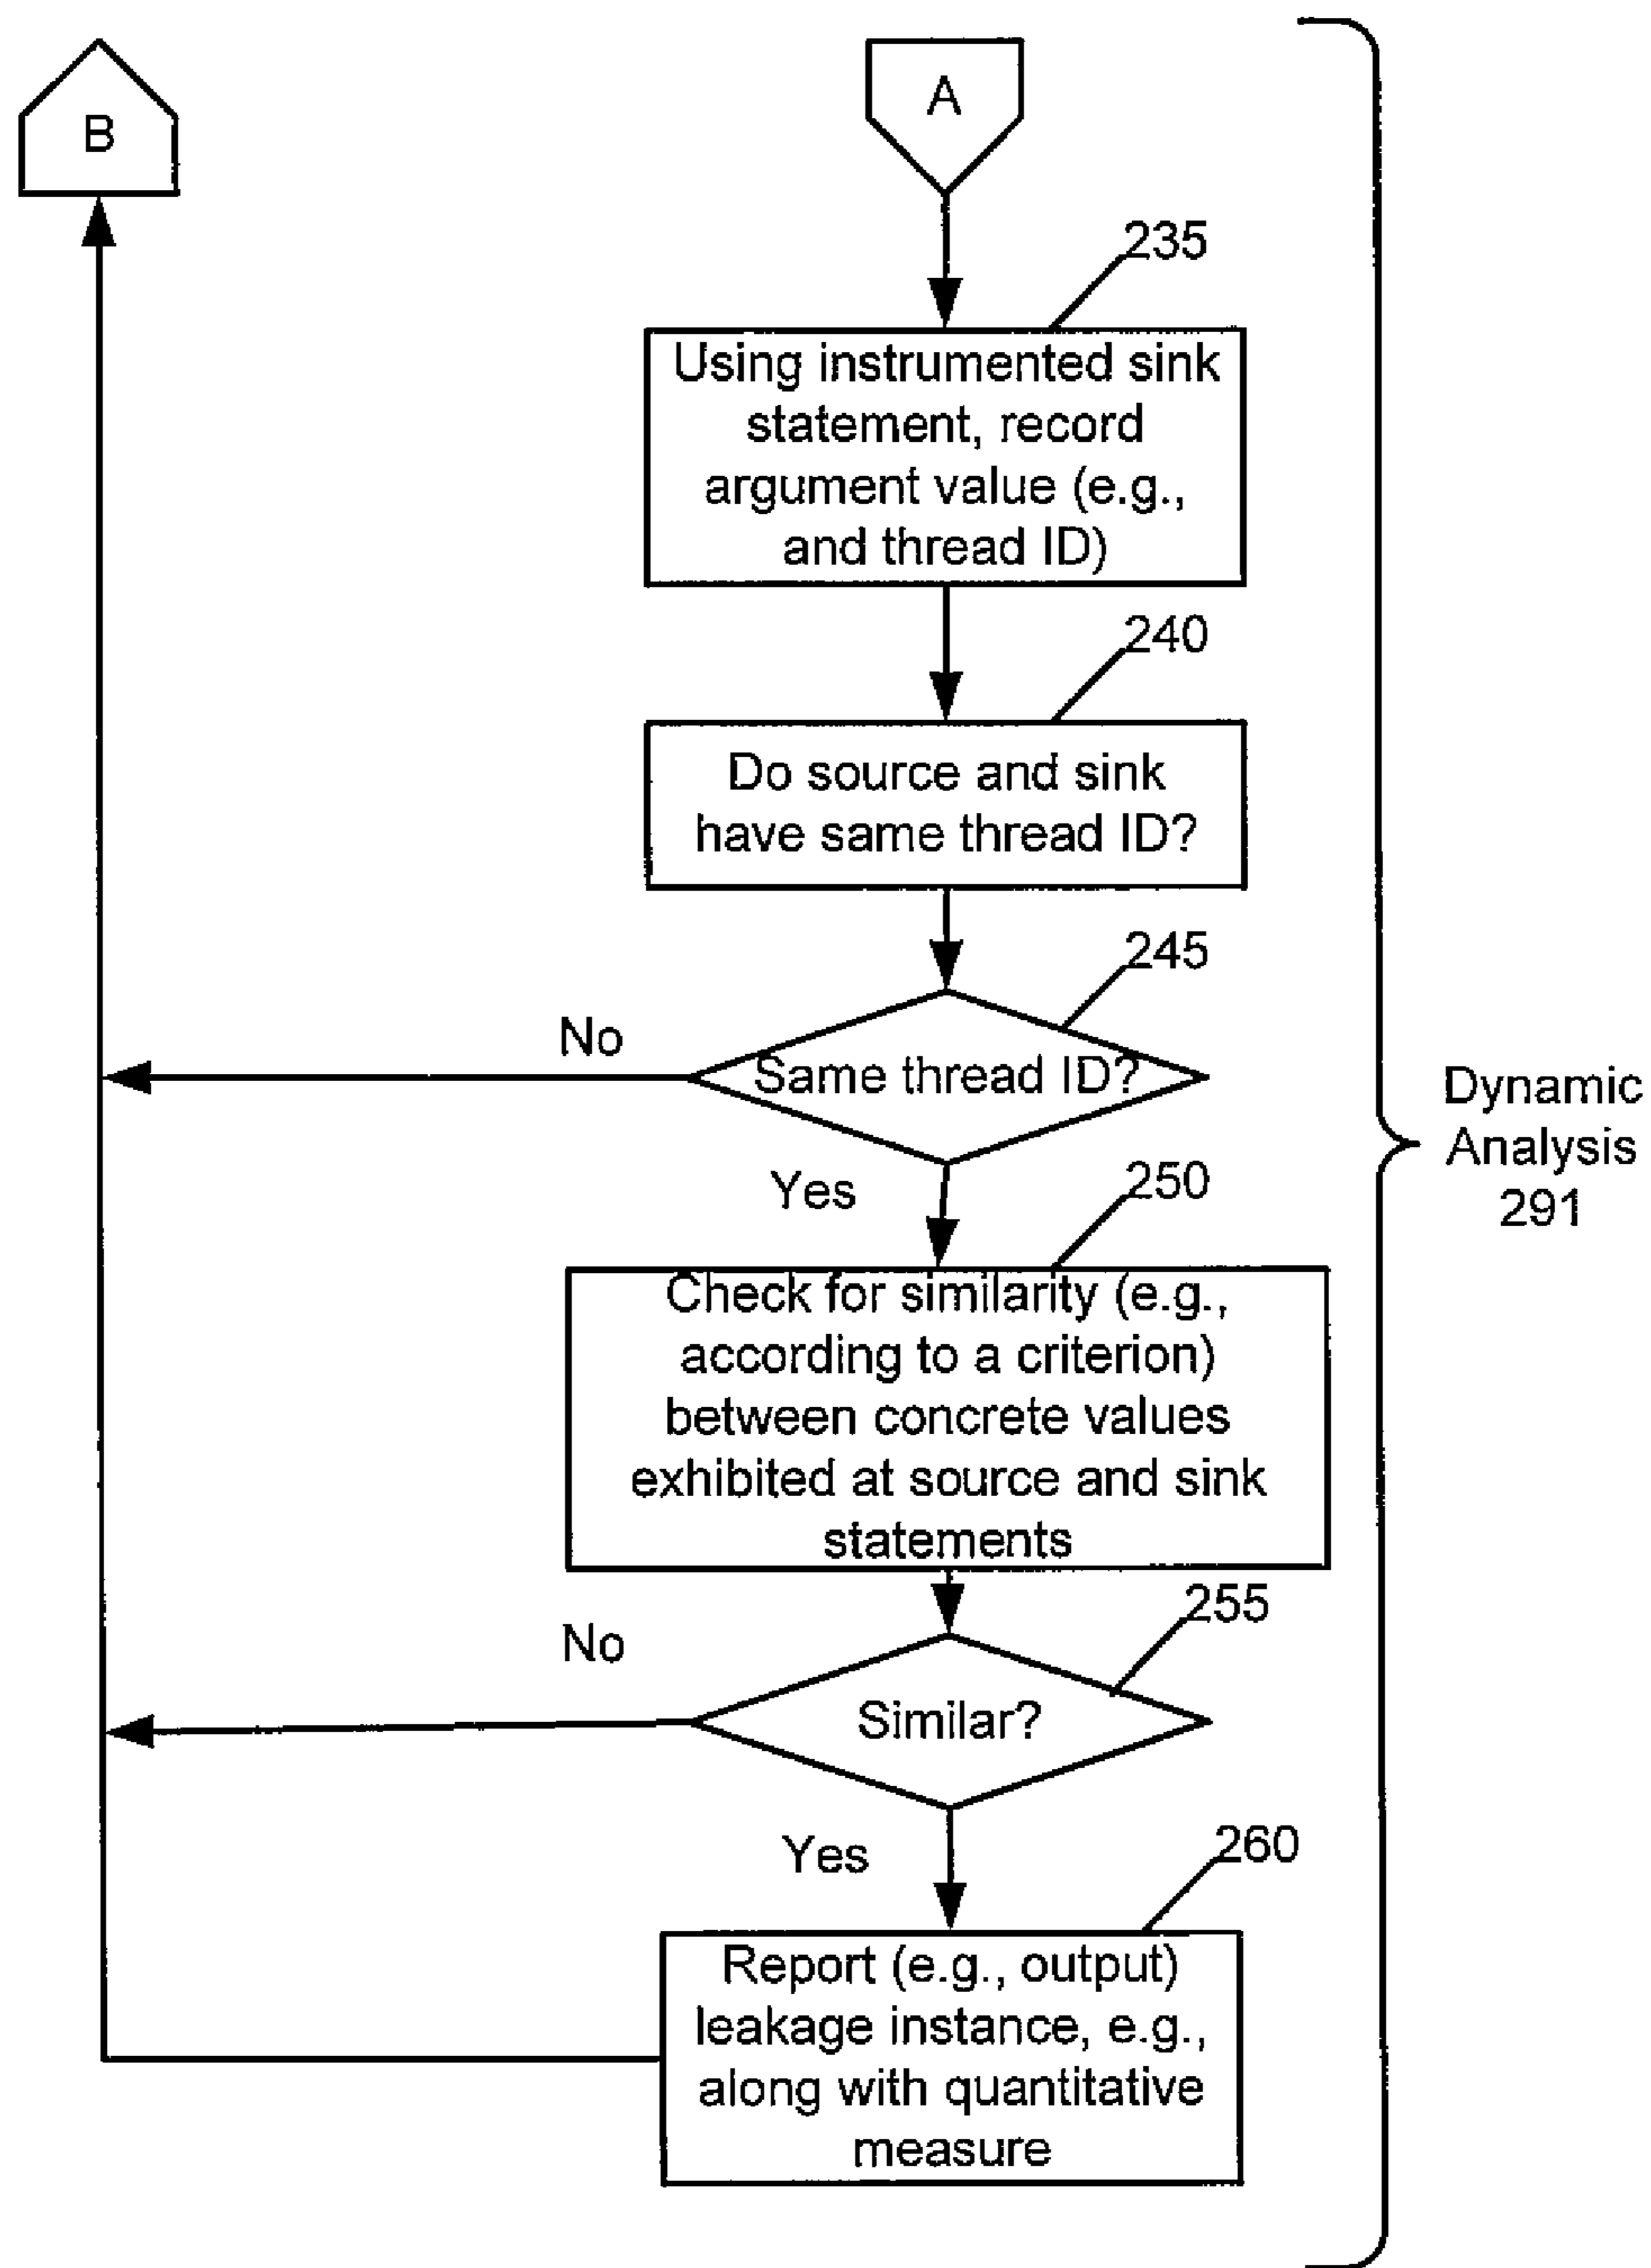 B
A
235
Using instrumented sink
statement, record
argument value (e.g.,
and thread ID)
240
Do source and sink
have same thread ID?
245
No
Same thread ID?
Yes
250
Check for similarity (e.g.,
according to a criterion)
between concrete values
exhibited at source and sink
statements
255
No
Similar?
Yes
260
Report (e.g., output)
leakage instance, e.g.,
along with quantitative
measure
Dynamic
Analysis
291